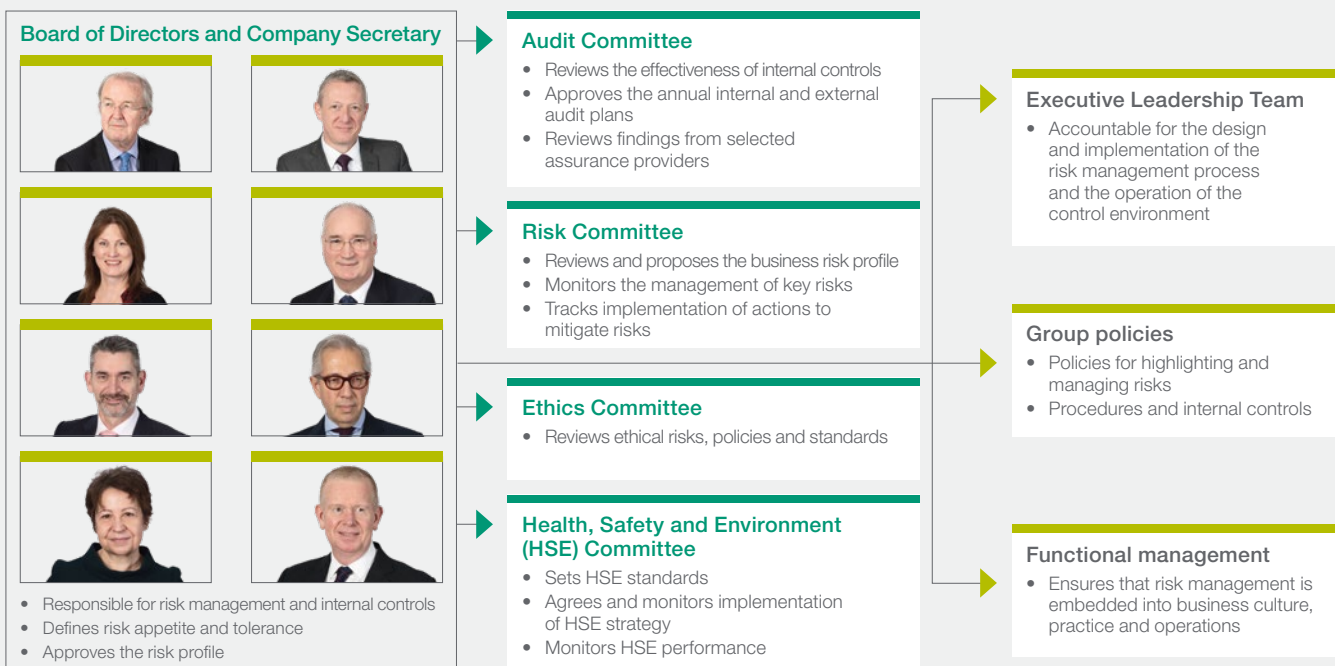 Board of Directors and Company Secretary
• Responsible for risk management and internal controls
• Defines risk appetite and tolerance
• Approves the risk profile
Audit Committee
• Reviews the effectiveness of internal controls
• Approves the annual internal and external
audit plans
• Reviews findings from selected
assurance providers
Risk Committee
• Reviews and proposes the business risk profile
• Monitors the management of key risks
• Tracks implementation of actions to
mitigate risks
Ethics Committee
• Reviews ethical risks, policies and standards
Health, Safety and Environment
(HSE) Committee
• Sets HSE standards
• Agrees and monitors implementation
of HSE strategy
• Monitors HSE performance
Executive Leadership Team
• Accountable for the design
and implementation of the
risk management process
and the operation of the
control environment
Group policies
• Policies for highlighting and
managing risks
• Procedures and internal controls
Functional management
• Ensures that risk management is
embedded into business culture,
practice and operations